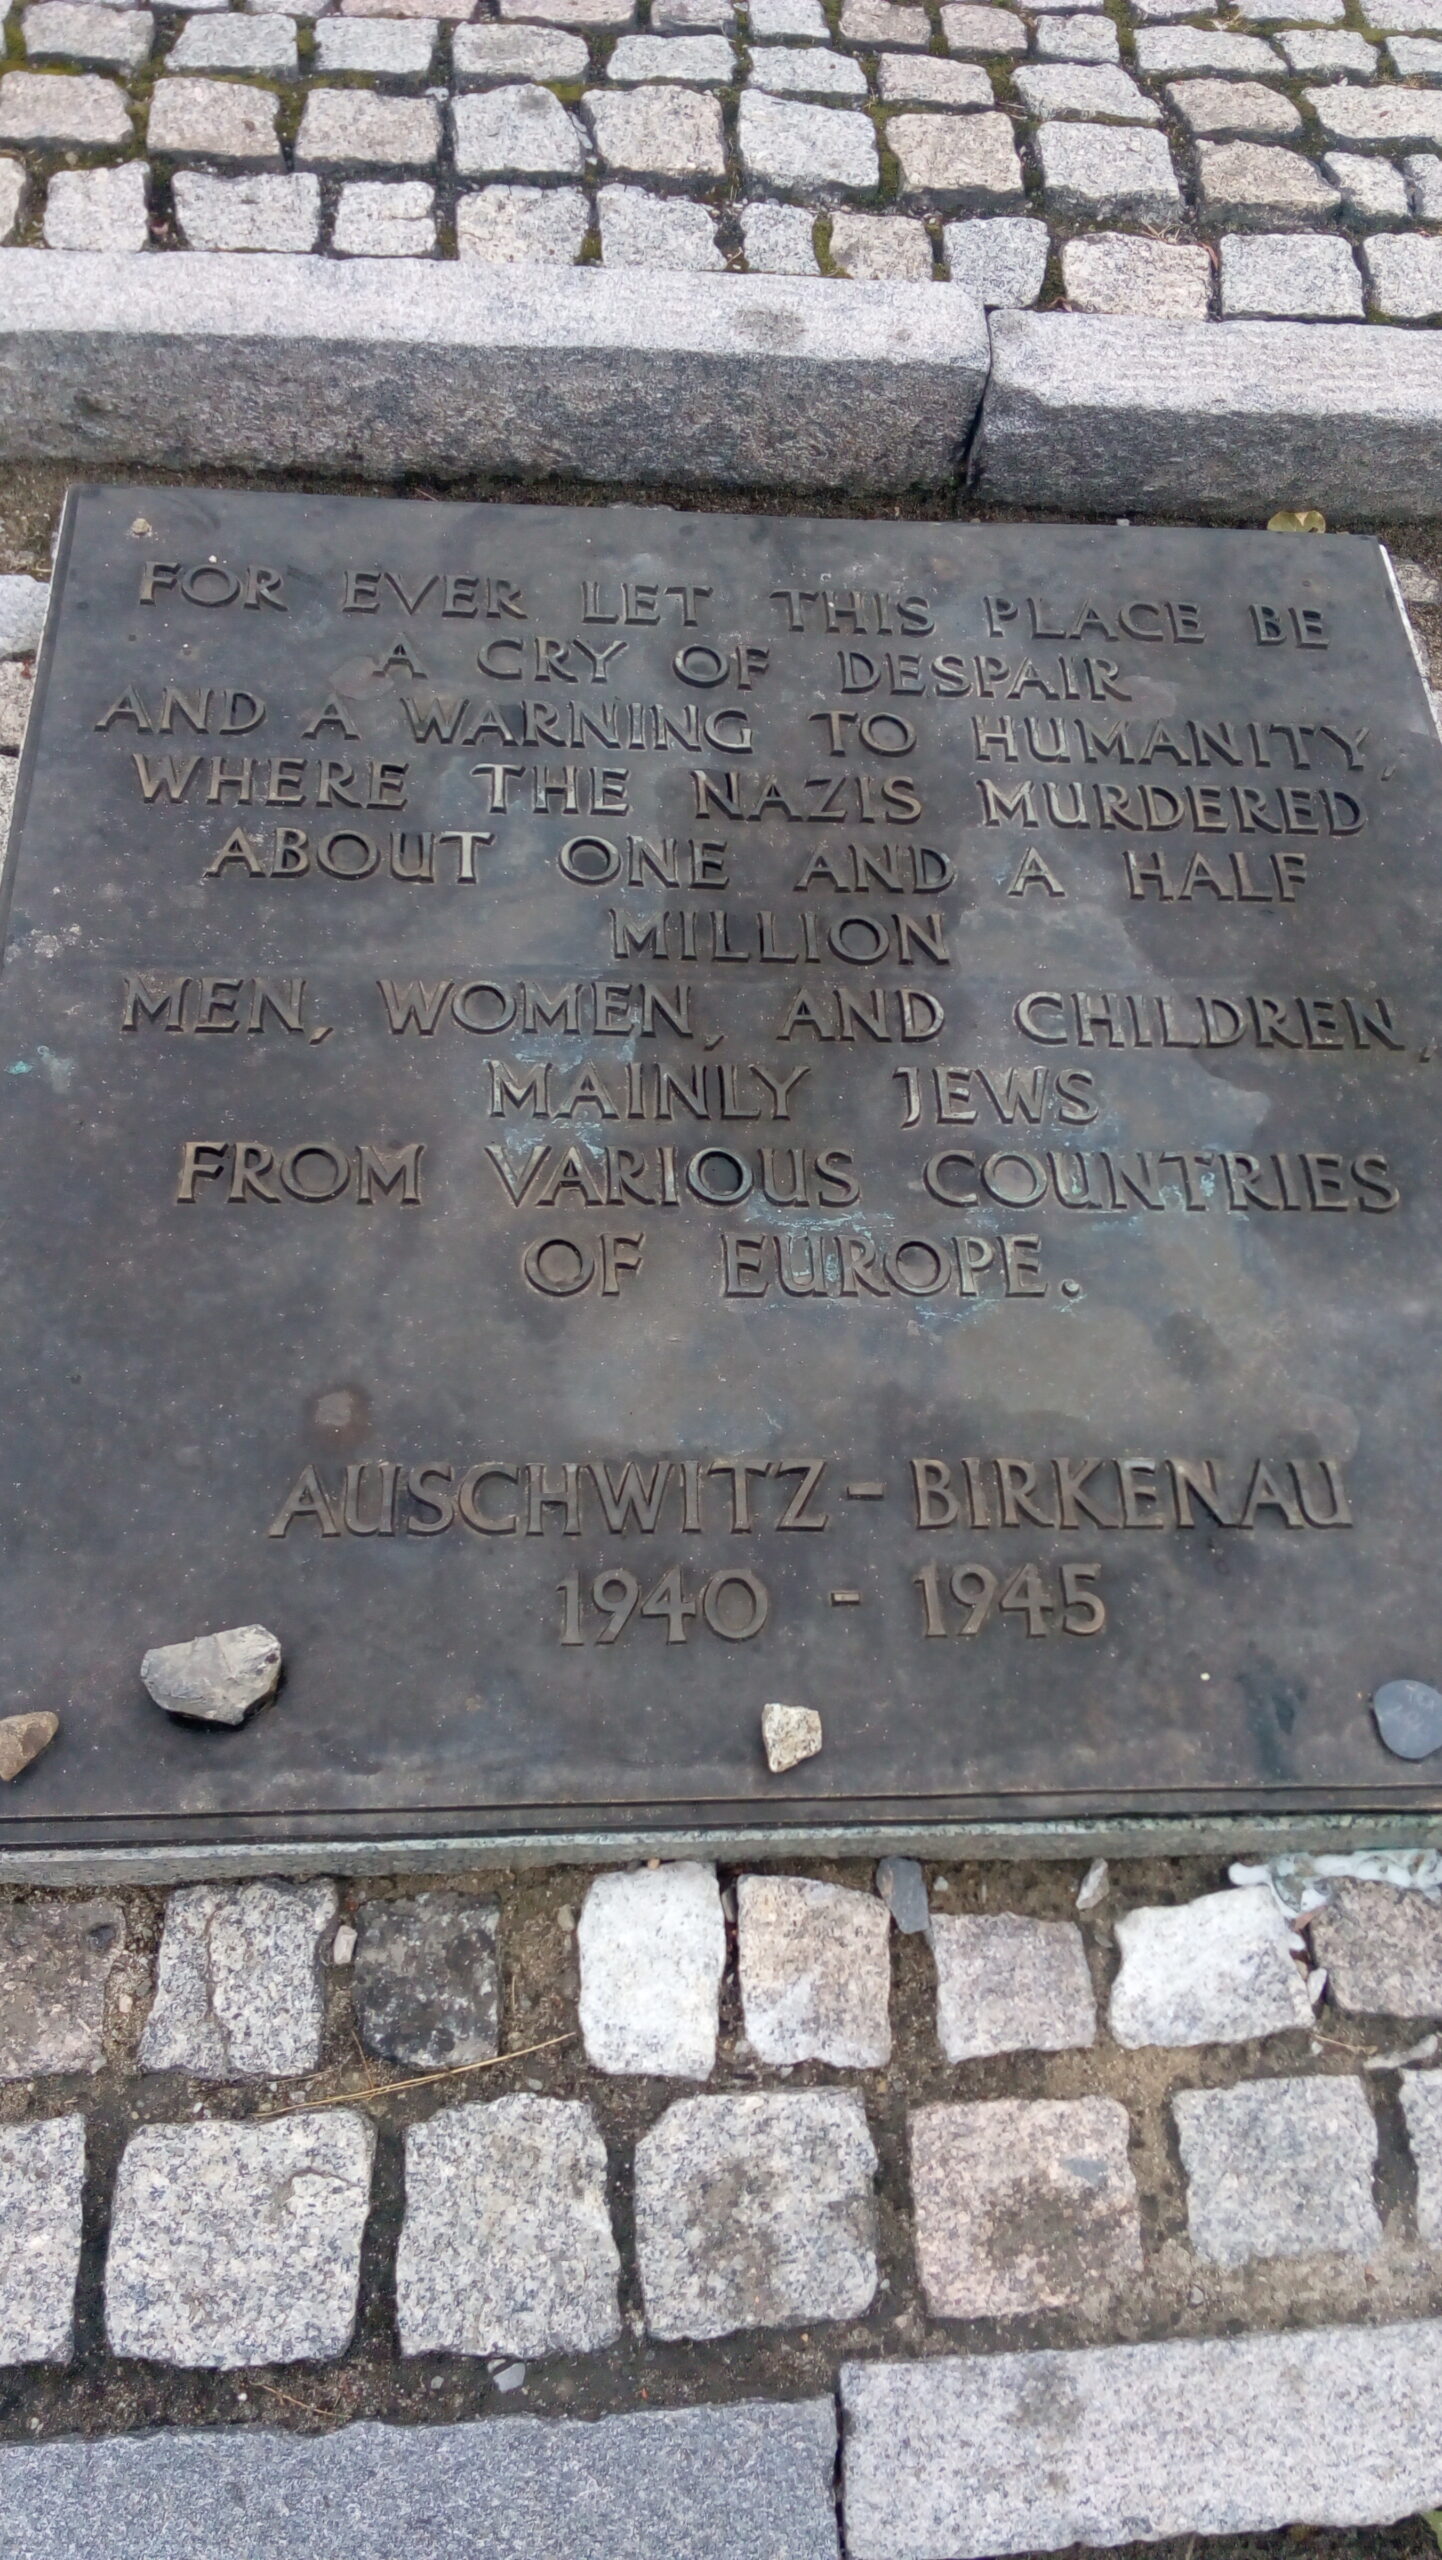 FOR EVER LET THIS PLACE BE
A CRY OF DESPAIR
AND A WARNING TO HUMANITY,
WHERE THE NAZIS MURDERED
ABOUT ONE AND A HALF
MILLION
MEN, WOMEN, AND CHILDREN,
MAINLY JEWS
FROM VARIOUS COUNTRIES
OF EUROPE.
AUSCHWITZ-BIRKENAU
1940 - 1945